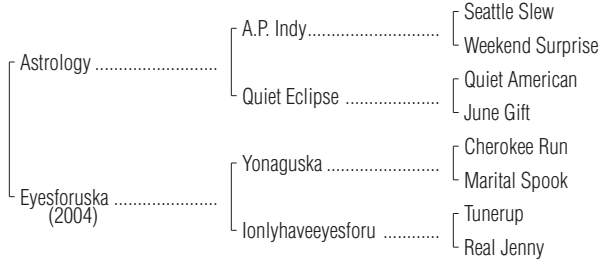 Seattle Slew
A.P. Indy........................
Weekend Surprise
Astrology ..........................
Quiet American
Quiet Eclipse ....................
June Gift
Cherokee Run
Yonaguska ........................
Marital Spook
Eyesforuska ......................
(2004)
Tunerup
Ionlyhaveeyesforu ............
Real Jenny